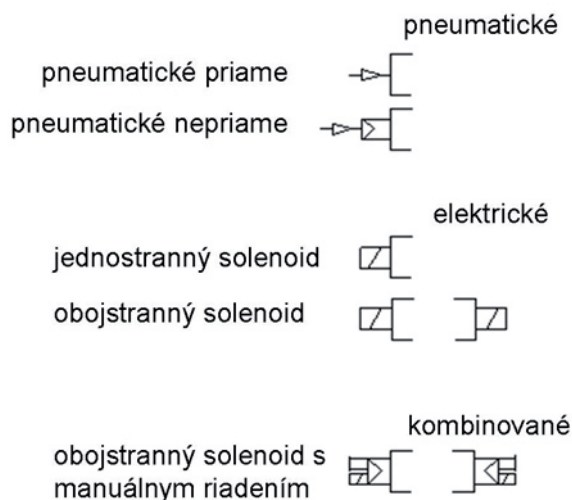 pneumatické
pneumatické priame
pneumatické nepriame
elektrické
jednostranný solenoid
obojstranný solenoid
kombinované
obojstranný solenoid s
manuálnym riadením